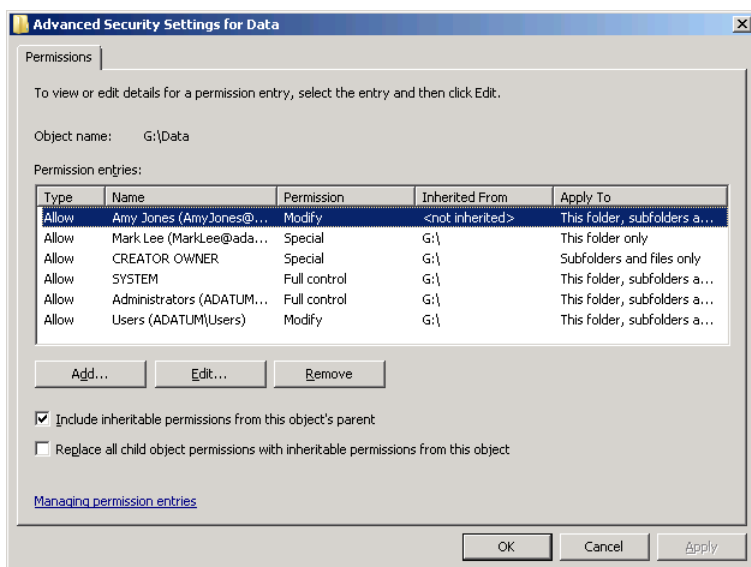 Advanced Security Settings for Data
Permissions
To view or edit details for a permission entry, select the entry and then click Edit.
Object name: G:\Data
Permission entries:
Type Name Permission Inherited From Apply To
Allow Amy Jones (AmyJones@... Modify <not inherited> This folder, subfolders a...
Allow Mark Lee (MarkLee@ada... Special G:\ This folder only
Allow CREATOR OWNER Special G:\ Subfolders and files only
Allow SYSTEM Full control G:\ This folder, subfolders a...
Allow Administrators (ADATUM... Full control G:\ This folder, subfolders a...
Allow Users (ADATUM\Users) Modify G:\ This folder, subfolders a...
Add... Edit... Remove
Include inheritable permissions from this object's parent
Replace all child object permissions with inheritable permissions from this object
Managing permission entries
OK Cancel Apply